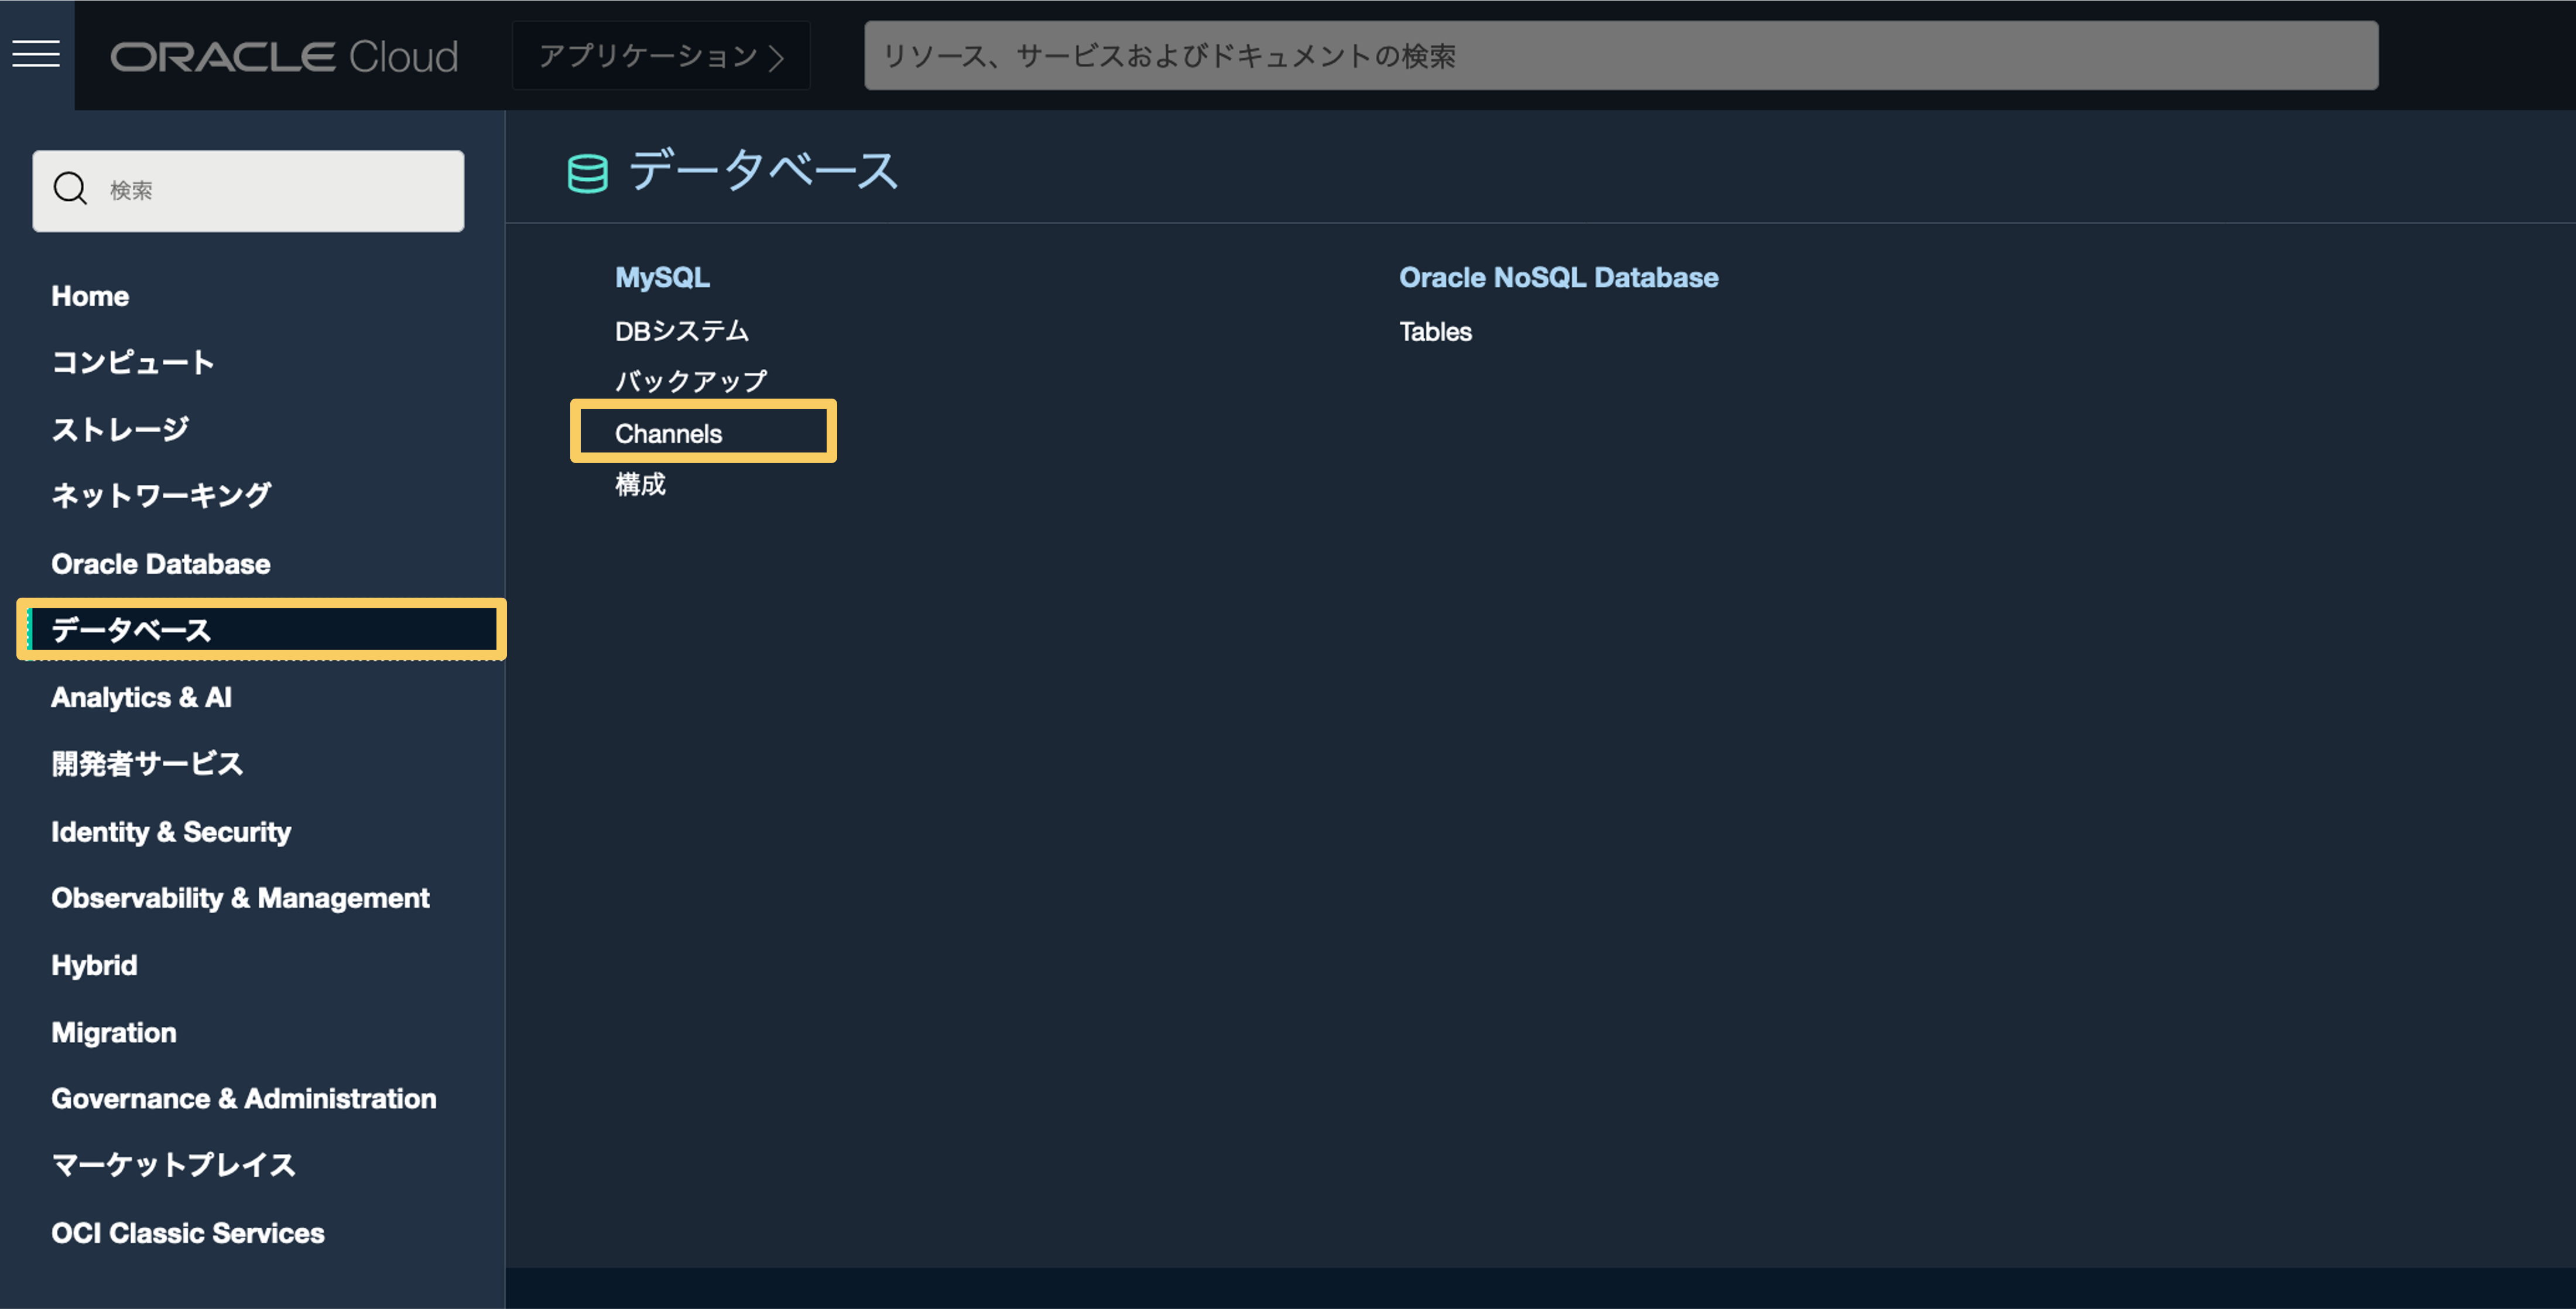 ORACLE Cloud
アプリケーション
リソース、サービスおよびドキュメントの検索
検索
Home
コンピュート
ストレージ
ネットワーキング
Oracle Database
データベース
Analytics & AI
開発者サービス
Identity & Security
Observability & Management
Hybrid
Migration
Governance & Administration
マーケットプレイス
OCI Classic Services
データベース
MySQL
DBシステム
バックアップ
Channels
構成
Oracle NoSQL Database
Tables